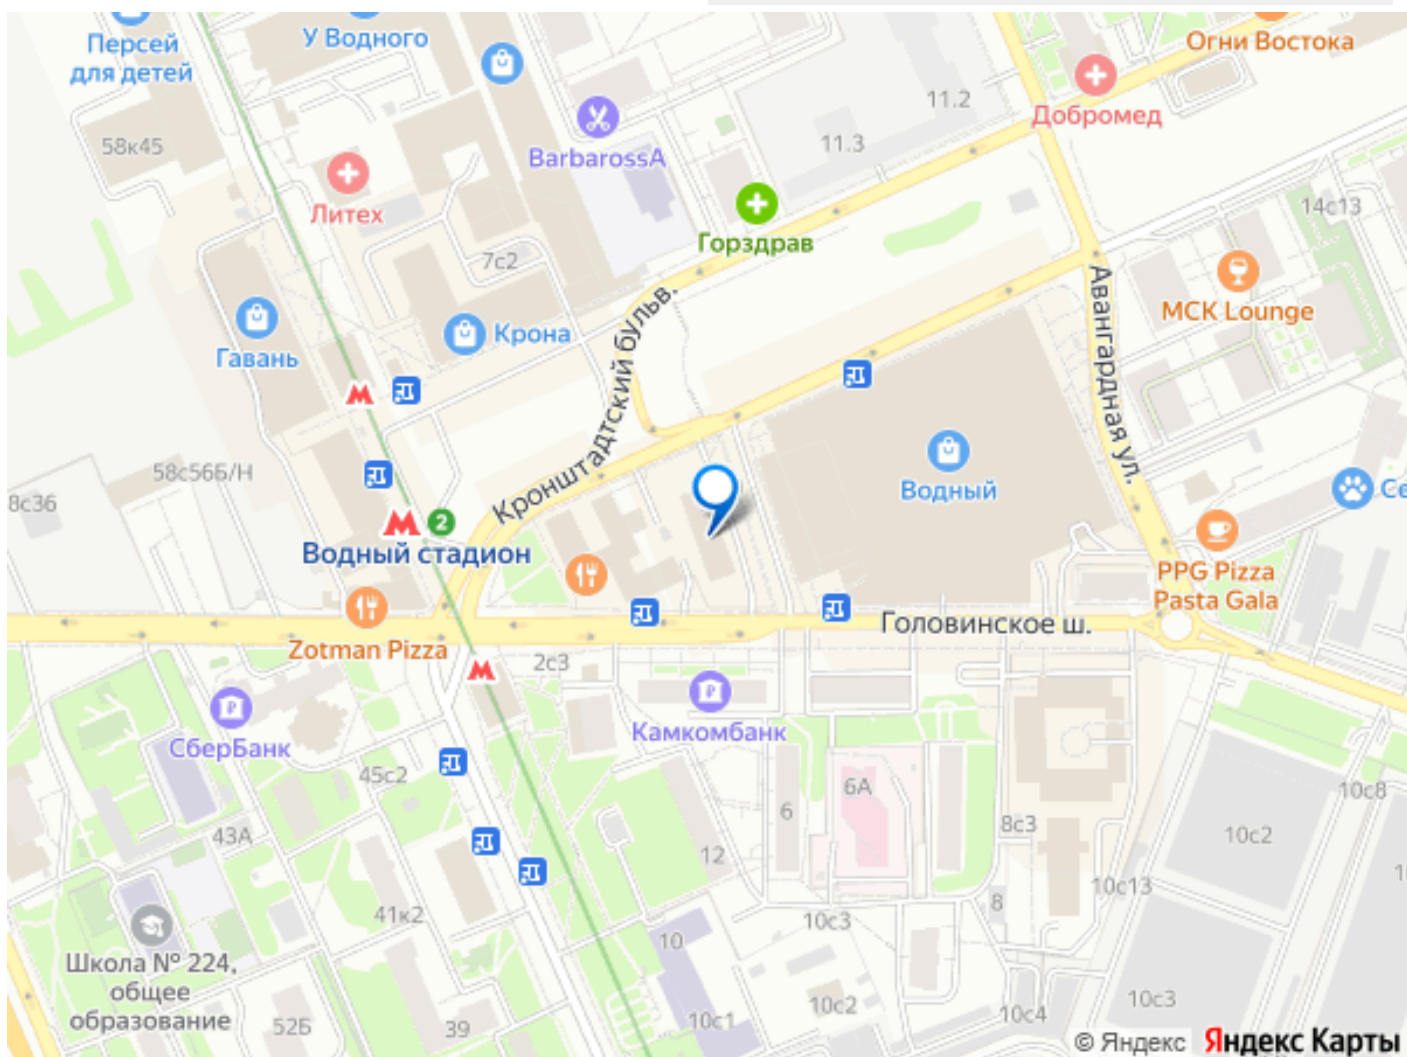 Персей
для детей
У Водного
Огни Востока
11.2
Добромед
58к45
BarbarossA
11.3
Литех
Горздрав
14с13
7с2
Авангардная ул.
MCK Lounge
Гавань
Крона
Кронштадтский бульв.
58с56Б/Н
8с36
Водный
Се
2
Водный стадион
PPG Pizza
Pasta Gala
Головинское ш.
Zotman Pizza
2с3
Камкомбанк
СберБанк
45с2
6А
6
10с8
43А
8с3
10с2
12
10с13
41к2
8
10с3
10
Школа № 224,
общее
образование
52Б
39
10с1
10с2
10с4
10с3
© Яндекс Яндекс Карты